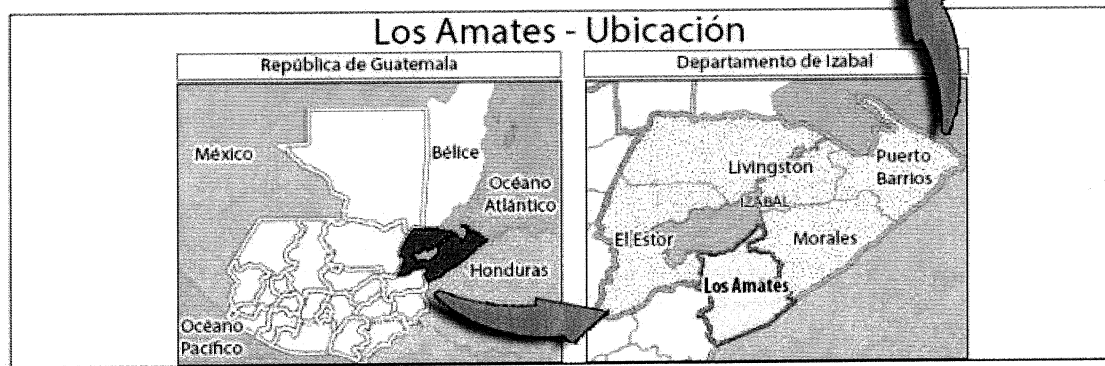 Los Amates - Ubicación
República de Guatemala
Departamento de Izabal
México
Bélice
Océano
Atlántico
Honduras
Océano
Pacífico
Livingston
Puerto
Barrios
IZABAL
El Estor
Morales
Los Amates